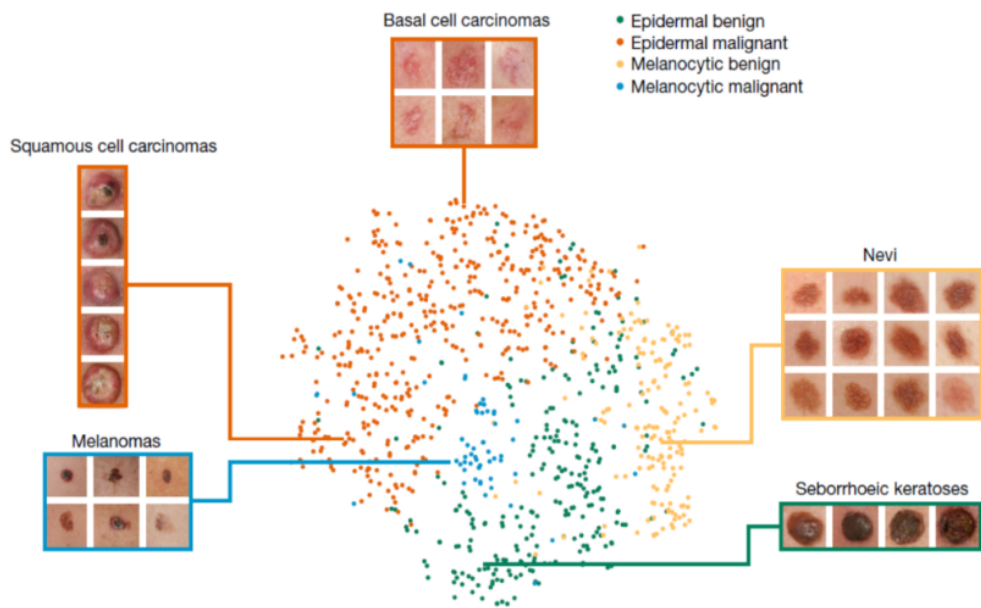 Basal cell carcinomas
Epidermal benign
Epidermal malignant
Melanocytic benign
Melanocytic malignant
Squamous cell carcinomas
Nevi
Melanomas
Seborrhoeic keratoses